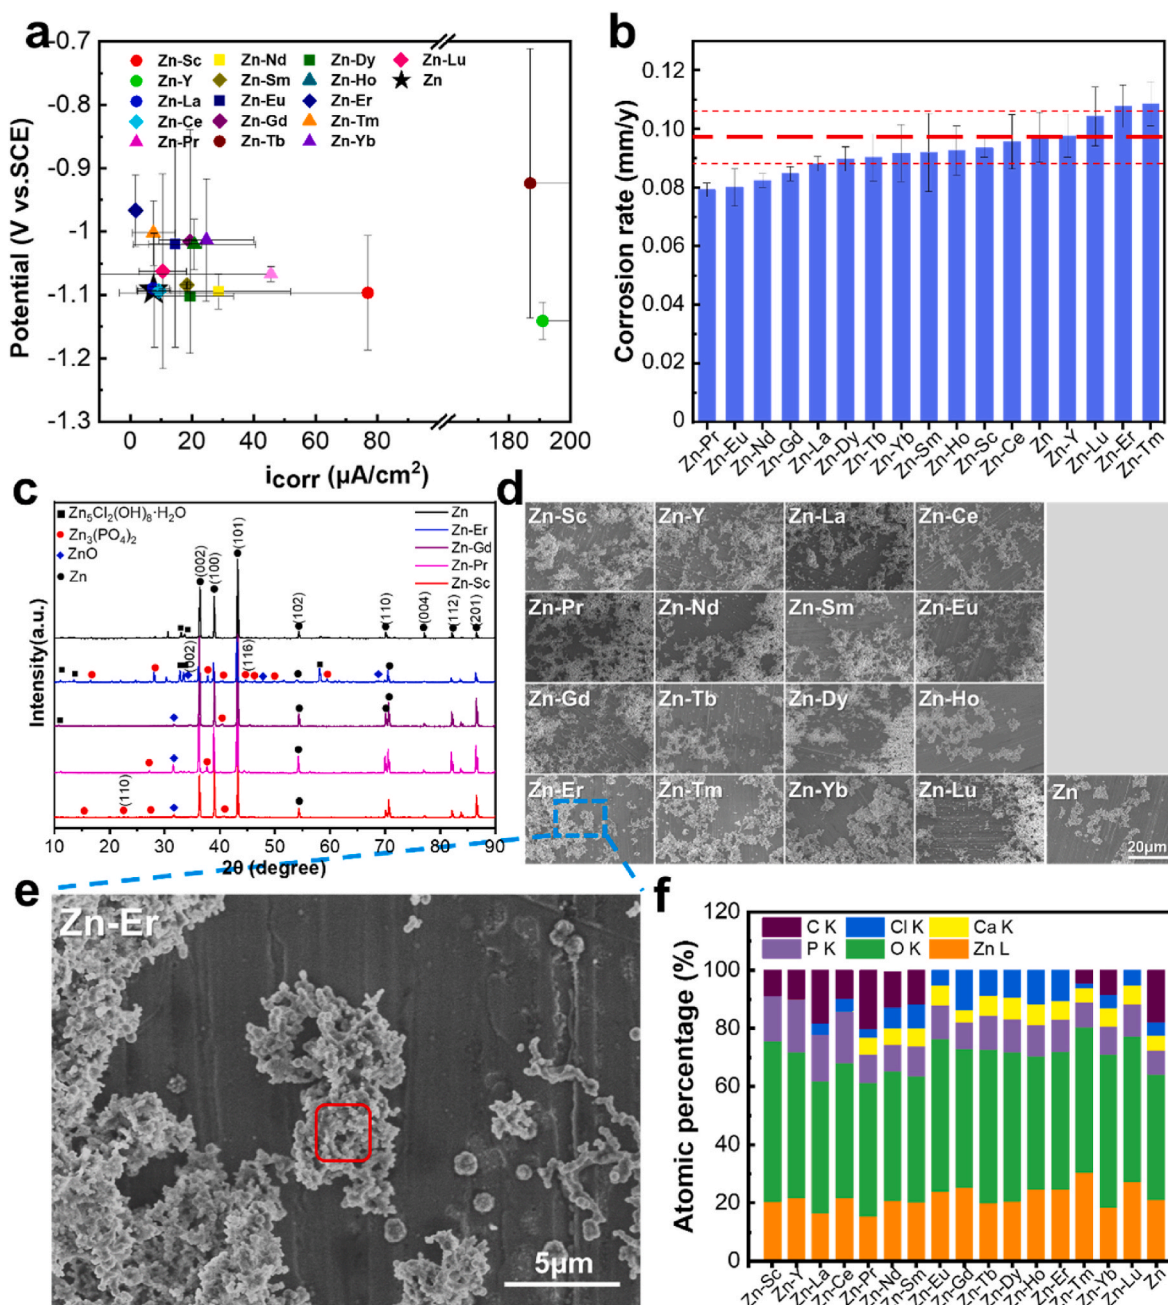 a
-0.7
-0.8
-0.9
-1
-1.1
-1.2
-1.3
Potential (V vs.SCE)
Zn-Sc
Zn-Nd
Zn-Dy
Zn-Lu
Zn-Y
Zn-Sm
Zn-Ho
Zn
Zn-La
Zn-Eu
Zn-Er
Zn-Ce
Zn-Gd
Zn-Tm
Zn-Pr
Zn-Tb
Zn-Yb
0 20 40 60 80 190 200
icorr (μA/cm²)
b
0.12
0.10
0.08
0.06
0.04
0.02
0
Corrosion rate (mm/y)
Zn-Pr
Zn-Eu
Zn-Nd
Zn-Gd
Zn-La
Zn-Dy
Zn-Tb
Zn-Yb
Zn-Sm
Zn-Ho
Zn-Sc
Zn-Ce
Zn
Zn-Y
Zn-Lu
Zn-Er
Zn-Tm
c
Zn₅Cl₂(OH)₈·H₂O
Zn₃(PO₄)₂
ZnO
Zn
Zn
Zn-Er
Zn-Gd
Zn-Pr
Zn-Sc
(002)
(100)
(101)
(102)
(110)
(004)
(112)
(201)
(002)
(116)
(110)
Intensity(a.u.)
10 20 30 40 50 60 70 80 90
2θ (degree)
d
Zn-Sc Zn-Y Zn-La Zn-Ce
Zn-Pr Zn-Nd Zn-Sm Zn-Eu
Zn-Gd Zn-Tb Zn-Dy Zn-Ho
Zn-Er Zn-Tm Zn-Yb Zn-Lu Zn
20μm
e
Zn-Er
5μm
f
120
100
80
60
40
20
0
Atomic percentage (%)
C K Cl K Ca K
P K O K Zn L
Zn-Sc
Zn-Y
Zn-La
Zn-Ce
Zn-Pr
Zn-Nd
Zn-Sm
Zn-Eu
Zn-Gd
Zn-Tb
Zn-Dy
Zn-Ho
Zn-Er
Zn-Tm
Zn-Yb
Zn-Lu
Zn